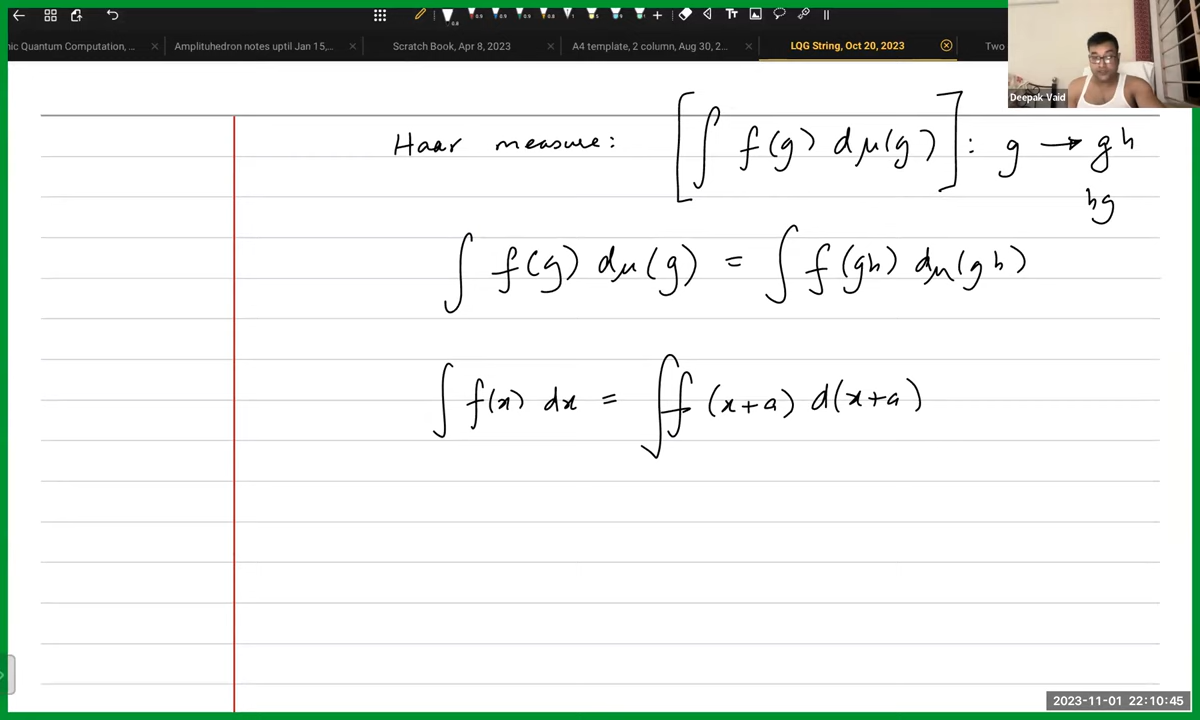 nic Quantum Computation, ... × Amplituhedron notes uptil Jan 15,... × Scratch Book, Apr 8, 2023 × A4 template, 2 column, Aug 30, 2... × LQG String, Oct 20, 2023 Two
Deepak Vaid
Haar measure: [∫ f(g) dμ(g)] : g → gh
hg
∫ f(g) dμ(g) = ∫ f(gh) dμ(gh)
∫ f(x) dx = ∫ f(x+a) d(x+a)
2023-11-01 22:10:45